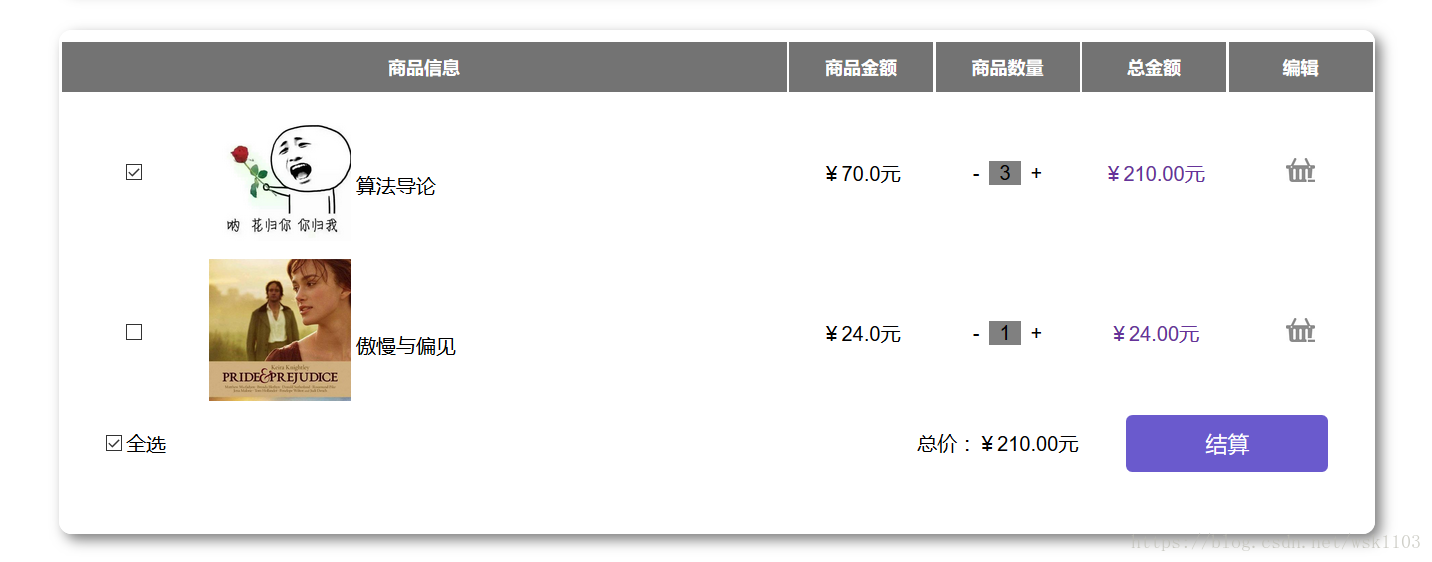 商品信息 商品金额 商品数量 总金额 编辑
呐 花归你 你归我
算法导论 ￥70.0元 - 3 + ￥210.00元
Keira Knightley
PRIDE & PREJUDICE
傲慢与偏见 ￥24.0元 - 1 + ￥24.00元
全选 总价：￥210.00元 结算
https://blog.csdn.net/wsk1103